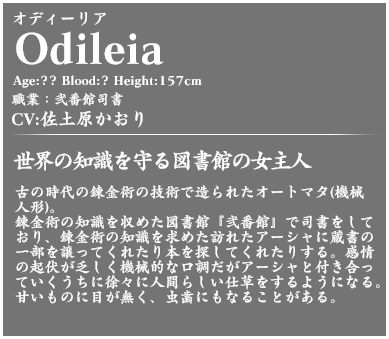 オディーリア
Odileia
Age:?? Blood:? Height:157cm
職業：弐番館司書
CV:佐土原かおり
世界の知識を守る図書館の女主人
古の時代の錬金術の技術で造られたオートマタ(機械
人形)。
錬金術の知識を収めた図書館『弐番館』で司書をして
おり、錬金術の知識を求めた訪れたアーシャに蔵書の
一部を譲ってくれたり本を探してくれたりする。感情
の起伏が乏しく機械的な口調だがアーシャと付き合っ
ていくうちに徐々に人間らしい仕草をするようになる。
甘いものに目が無く、虫歯にもなることがある。